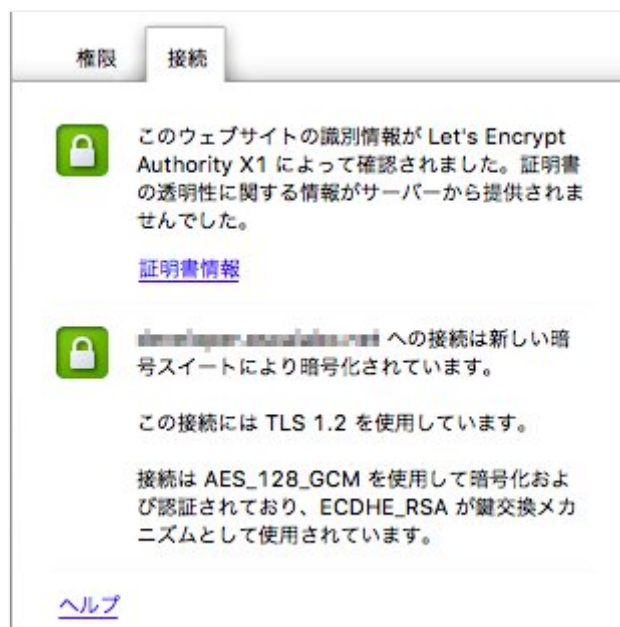 権限 接続
このウェブサイトの識別情報が Let's Encrypt
Authority X1 によって確認されました。証明書
の透明性に関する情報がサーバーから提供されま
せんでした。
証明書情報
への接続は新しい暗
号スイートにより暗号化されています。
この接続には TLS 1.2 を使用しています。
接続は AES_128_GCM を使用して暗号化およ
び認証されており、ECDHE_RSA が鍵交換メカ
ニズムとして使用されています。
ヘルプ